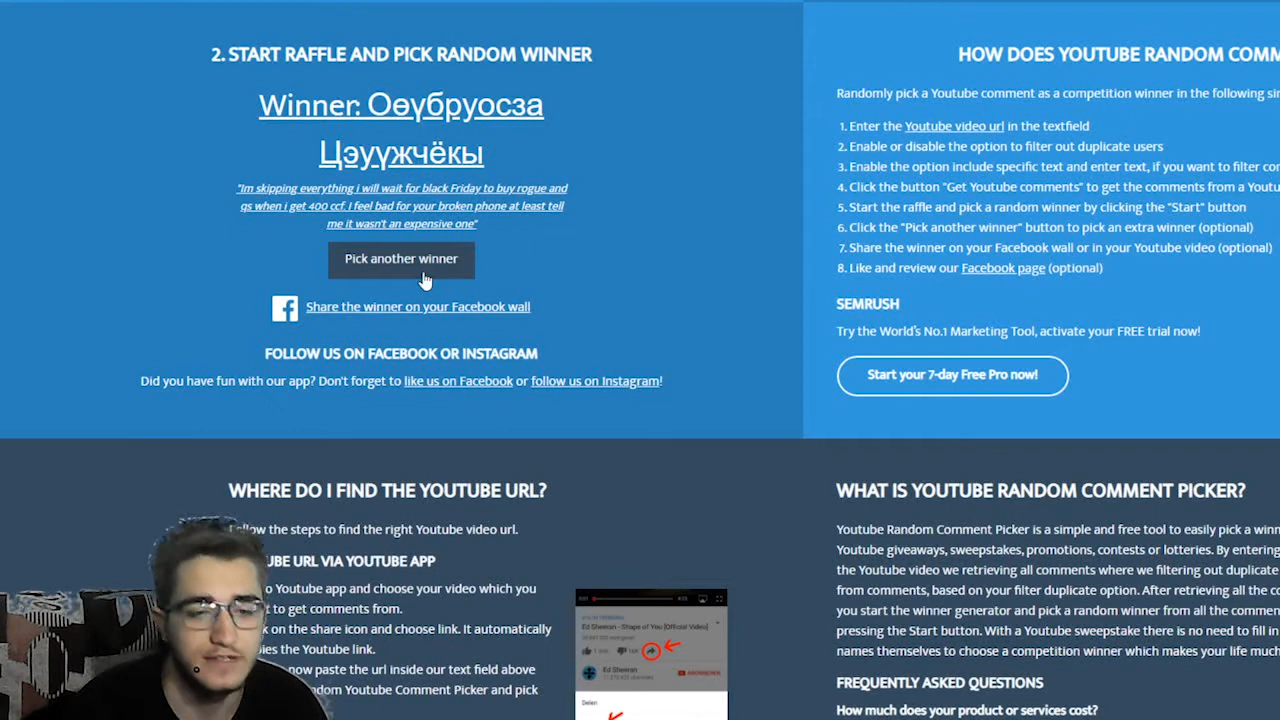 2. START RAFFLE AND PICK RANDOM WINNER
Winner: Оөүбруосза
Цэууҗчёкы
"Im skipping everything i will wait for black Friday to buy rogue and
qs when i get 400 ccf. I feel bad for your broken phone at least tell
me it wasn't an expensive one"
Pick another winner
Share the winner on your Facebook wall
FOLLOW US ON FACEBOOK OR INSTAGRAM
Did you have fun with our app? Don't forget to like us on Facebook or follow us on Instagram!
HOW DOES YOUTUBE RANDOM COMM
Randomly pick a Youtube comment as a competition winner in the following si
1. Enter the Youtube video url in the textfield
2. Enable or disable the option to filter out duplicate users
3. Enable the option include specific text and enter text, if you want to filter co
4. Click the button "Get Youtube comments" to get the comments from a Youtu
5. Start the raffle and pick a random winner by clicking the "Start" button
6. Click the "Pick another winner" button to pick an extra winner (optional)
7. Share the winner on your Facebook wall or in your Youtube video (optional)
8. Like and review our Facebook page (optional)
SEMRUSH
Try the World's No.1 Marketing Tool, activate your FREE trial now!
Start your 7-day Free Pro now!
WHERE DO I FIND THE YOUTUBE URL?
ollow the steps to find the right Youtube video url.
UBE URL VIA YOUTUBE APP
o Youtube app and choose your video which you
t to get comments from.
k on the share icon and choose link. It automatically
pies the Youtube link.
now paste the url inside our text field above
ndom Youtube Comment Picker and pick
Ed Sheeran - Shape of You [Official Video]
Ed Sheeran
Delen
WHAT IS YOUTUBE RANDOM COMMENT PICKER?
Youtube Random Comment Picker is a simple and free tool to easily pick a winn
Youtube giveaways, sweepstakes, promotions, contests or lotteries. By entering
the Youtube video we retrieving all comments where we filtering out duplicate
from comments, based on your filter duplicate option. After retrieving all the co
you start the winner generator and pick a random winner from all the comme
pressing the Start button. With a Youtube sweepstake there is no need to fill in
names themselves to choose a competition winner which makes your life much
FREQUENTLY ASKED QUESTIONS
How much does your product or services cost?